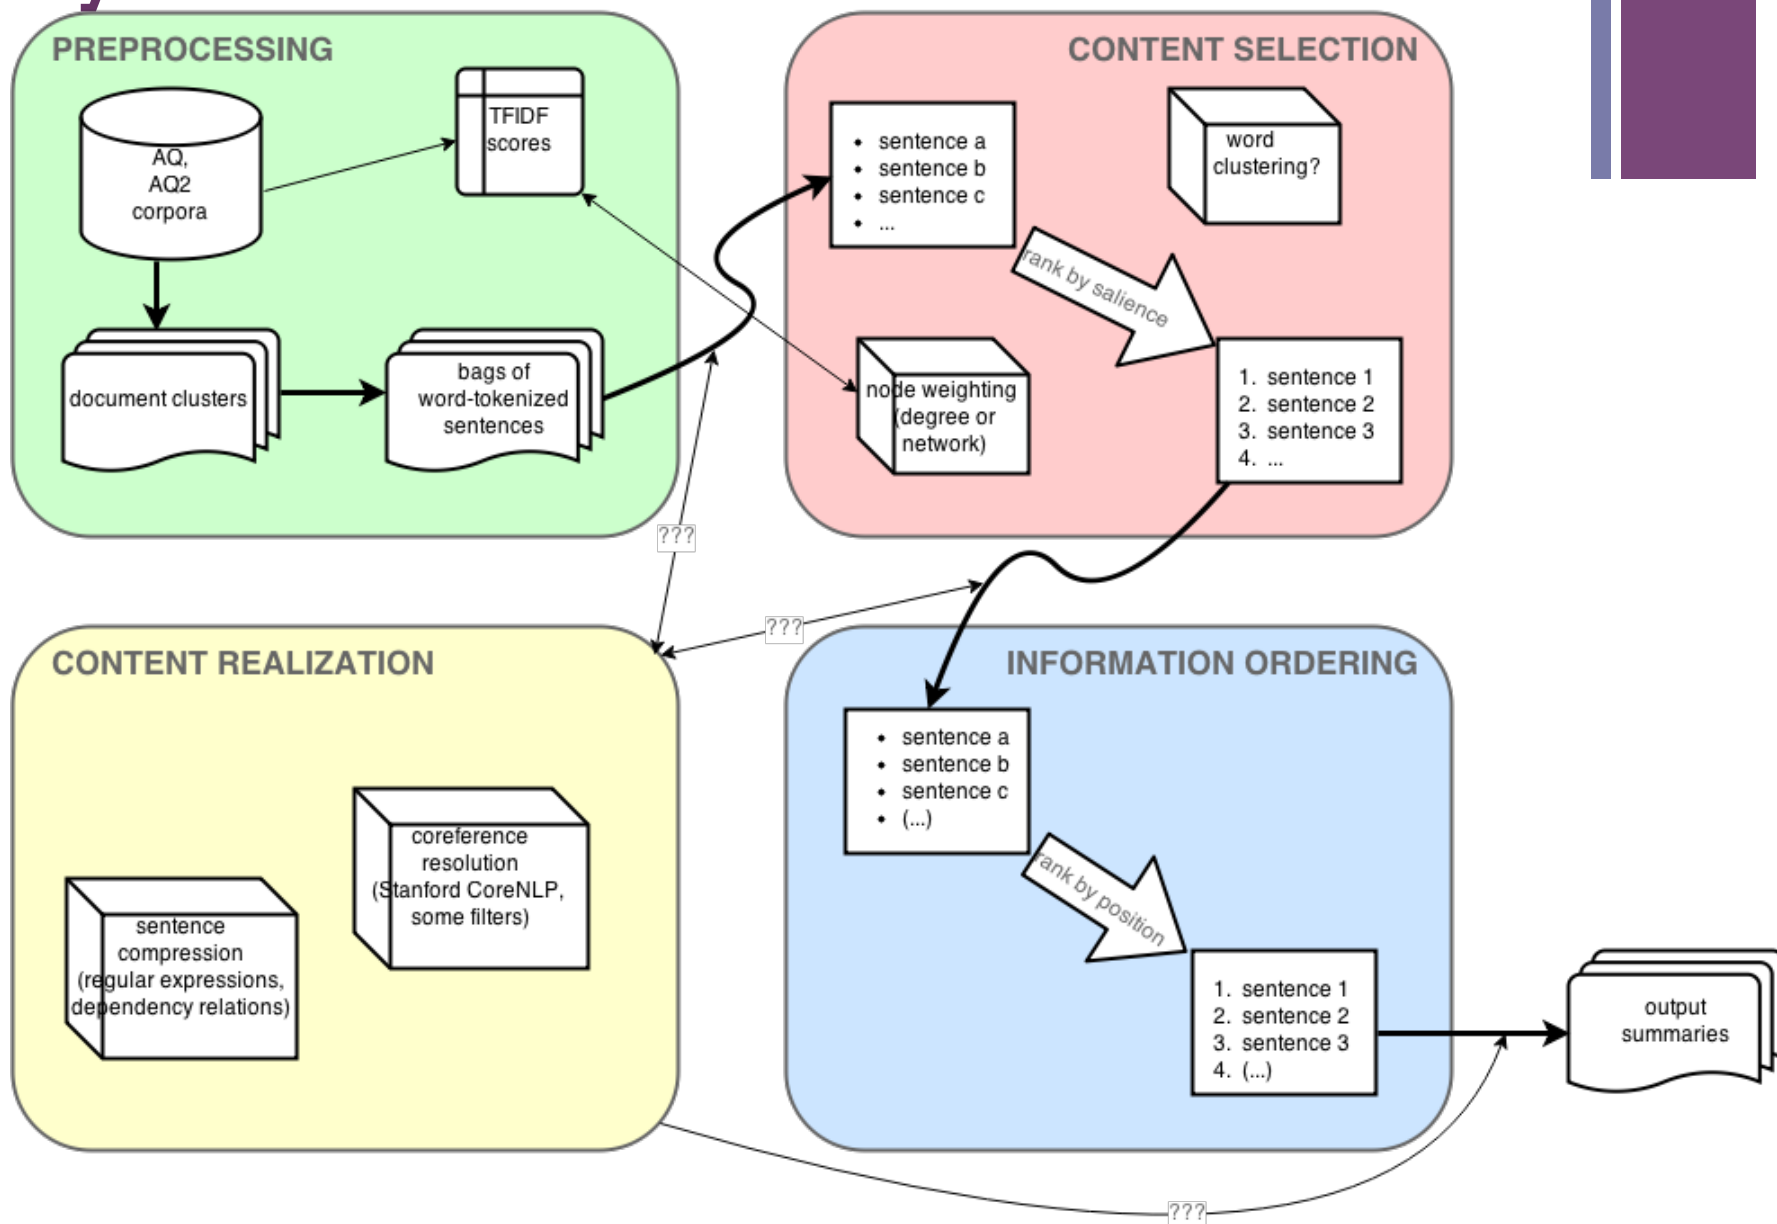 PREPROCESSING
AQ,
AQ2
corpora
TFIDF
scores
document clusters
bags of
word-tokenized
sentences
CONTENT SELECTION
• sentence a
• sentence b
• sentence c
• ...
word
clustering?
rank by salience
node weighting
(degree or
network)
1. sentence 1
2. sentence 2
3. sentence 3
4. ...
???
???
CONTENT REALIZATION
coreference
resolution
(Stanford CoreNLP,
some filters)
sentence
compression
(regular expressions,
dependency relations)
INFORMATION ORDERING
• sentence a
• sentence b
• sentence c
• (...)
rank by position
1. sentence 1
2. sentence 2
3. sentence 3
4. (...)
output
summaries
???